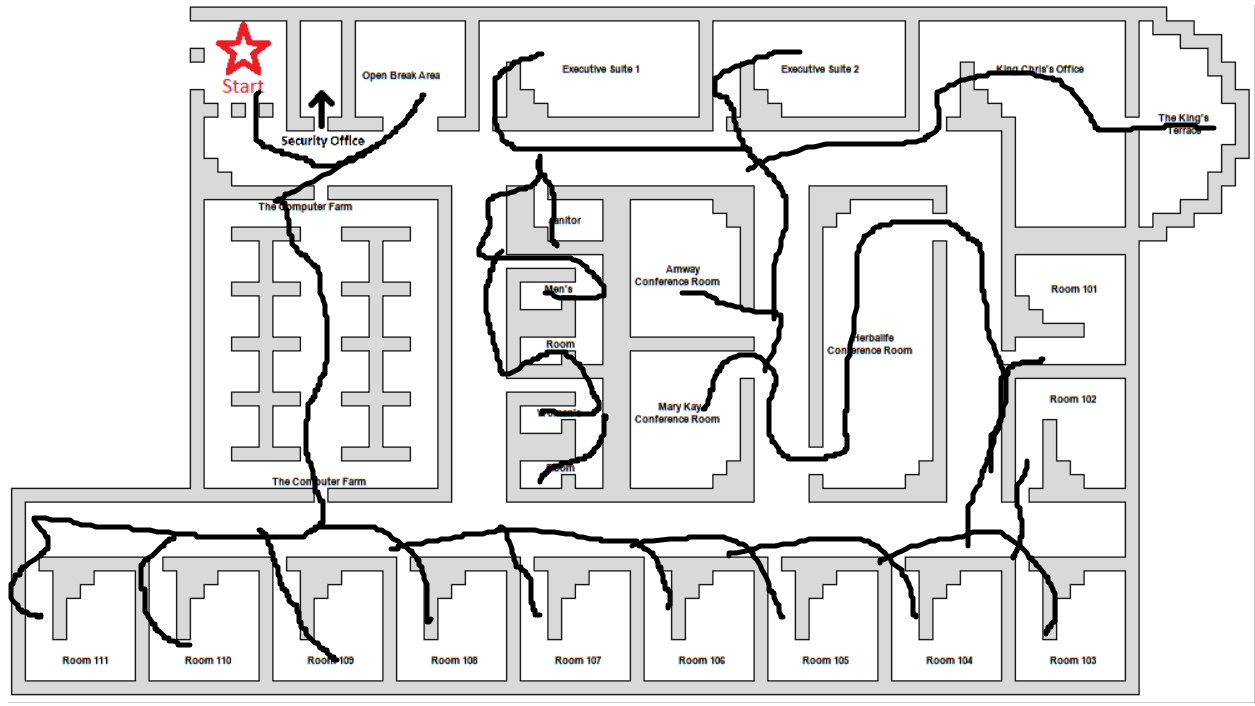 Start
Open Break Area
Executive Suite 1
Executive Suite 2
King Chris's Office
Security Office
The King's
Terrace
The Computer Farm
Janitor
Amway
Conference Room
Men's
Room
Room 101
Herbalife
Conference Room
Mary Kay
Conference Room
Room 102
Women's
Room
The Computer Farm
Room 111
Room 110
Room 109
Room 108
Room 107
Room 106
Room 105
Room 104
Room 103